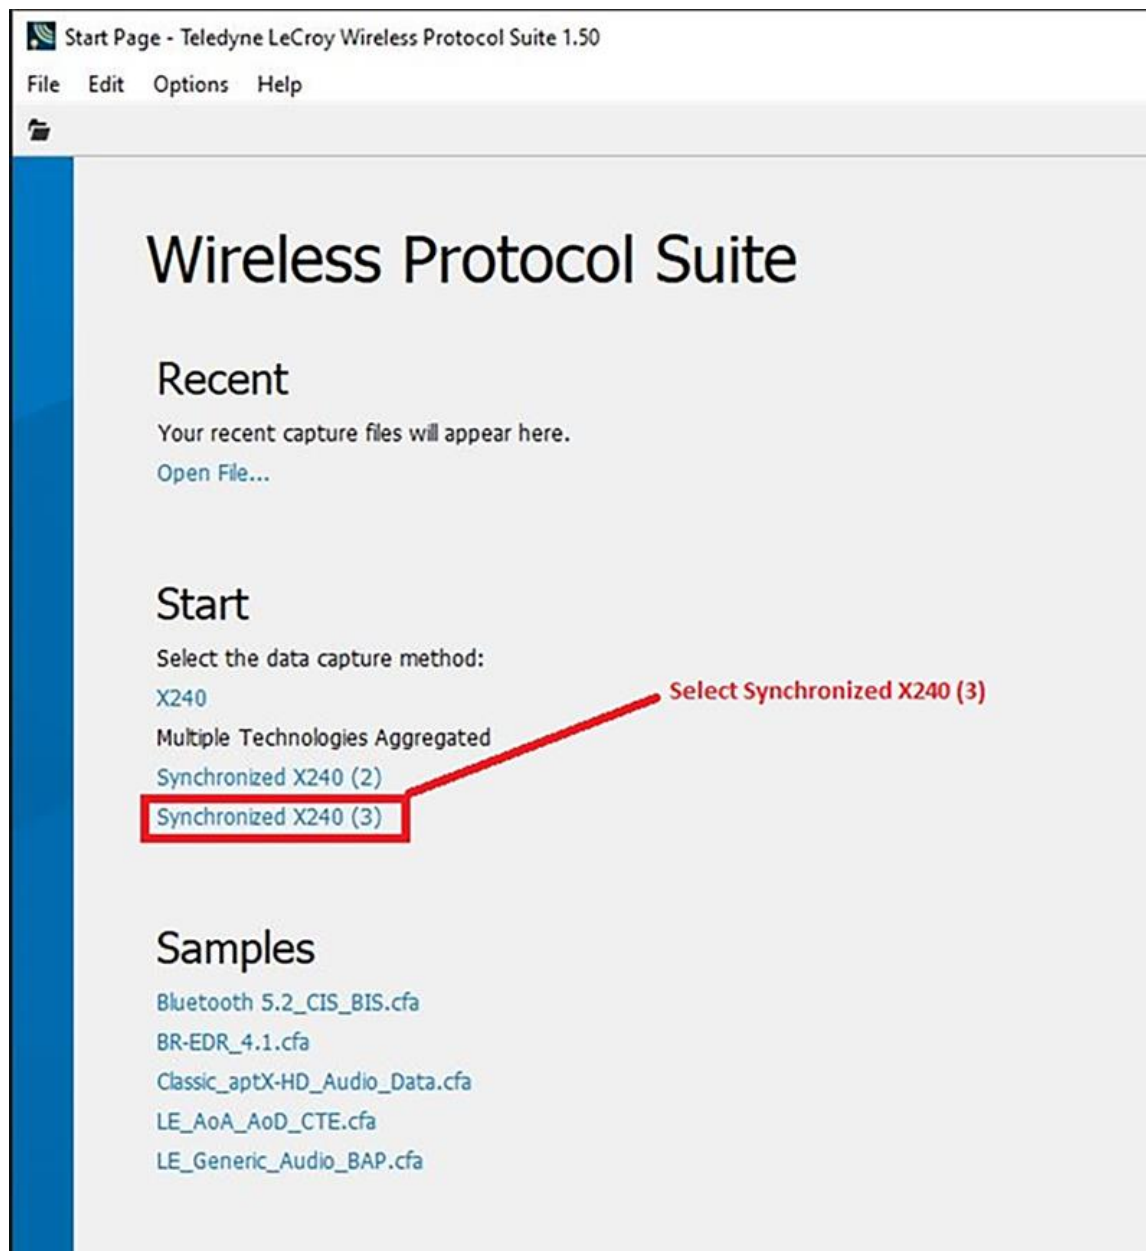 Start Page - Teledyne LeCroy Wireless Protocol Suite 1.50
File Edit Options Help
Wireless Protocol Suite
Recent
Your recent capture files will appear here.
Open File...
Start
Select the data capture method:
X240
Select Synchronized X240 (3)
Multiple Technologies Aggregated
Synchronized X240 (2)
Synchronized X240 (3)
Samples
Bluetooth 5.2_CIS_BIS.cfa
BR-EDR_4.1.cfa
Classic_aptX-HD_Audio_Data.cfa
LE_AoA_AoD_CTE.cfa
LE_Generic_Audio_BAP.cfa